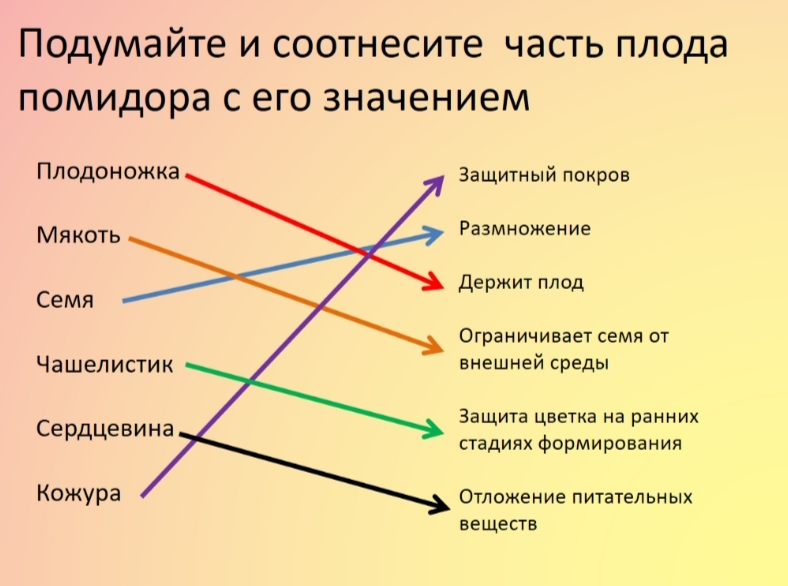 Подумайте и соотнесите часть плода
помидора с его значением
Плодоножка
Мякоть
Семя
Чашелистик
Сердцевина
Кожура
Защитный покров
Размножение
Держит плод
Ограничивает семя от
внешней среды
Защита цветка на ранних
стадиях формирования
Отложение питательных
веществ